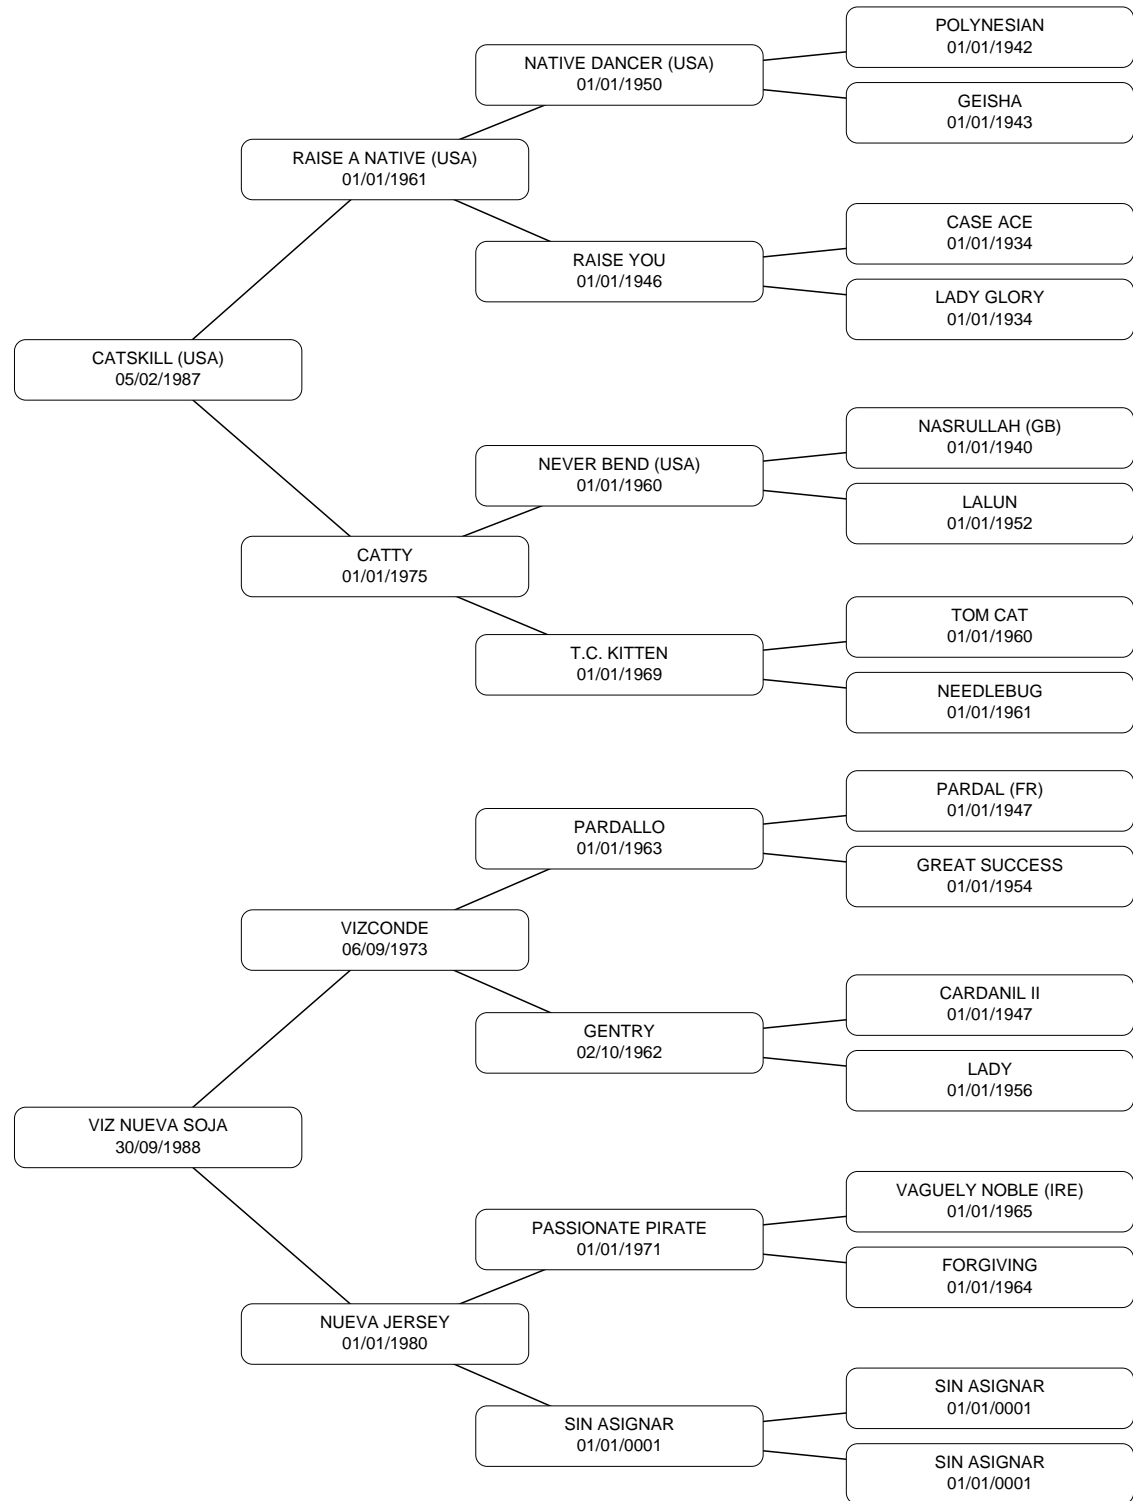 POLYNESIAN
01/01/1942
NATIVE DANCER (USA)
01/01/1950
GEISHA
01/01/1943
RAISE A NATIVE (USA)
01/01/1961
CASE ACE
01/01/1934
RAISE YOU
01/01/1946
LADY GLORY
01/01/1934
CATSKILL (USA)
05/02/1987
NASRULLAH (GB)
01/01/1940
NEVER BEND (USA)
01/01/1960
LALUN
01/01/1952
CATTY
01/01/1975
TOM CAT
01/01/1960
T.C. KITTEN
01/01/1969
NEEDLEBUG
01/01/1961
PARDAL (FR)
01/01/1947
PARDALLO
01/01/1963
GREAT SUCCESS
01/01/1954
VIZCONDE
06/09/1973
CARDANIL II
01/01/1947
GENTRY
02/10/1962
LADY
01/01/1956
VIZ NUEVA SOJA
30/09/1988
VAGUELY NOBLE (IRE)
01/01/1965
PASSIONATE PIRATE
01/01/1971
FORGIVING
01/01/1964
NUEVA JERSEY
01/01/1980
SIN ASIGNAR
01/01/0001
SIN ASIGNAR
01/01/0001
SIN ASIGNAR
01/01/0001